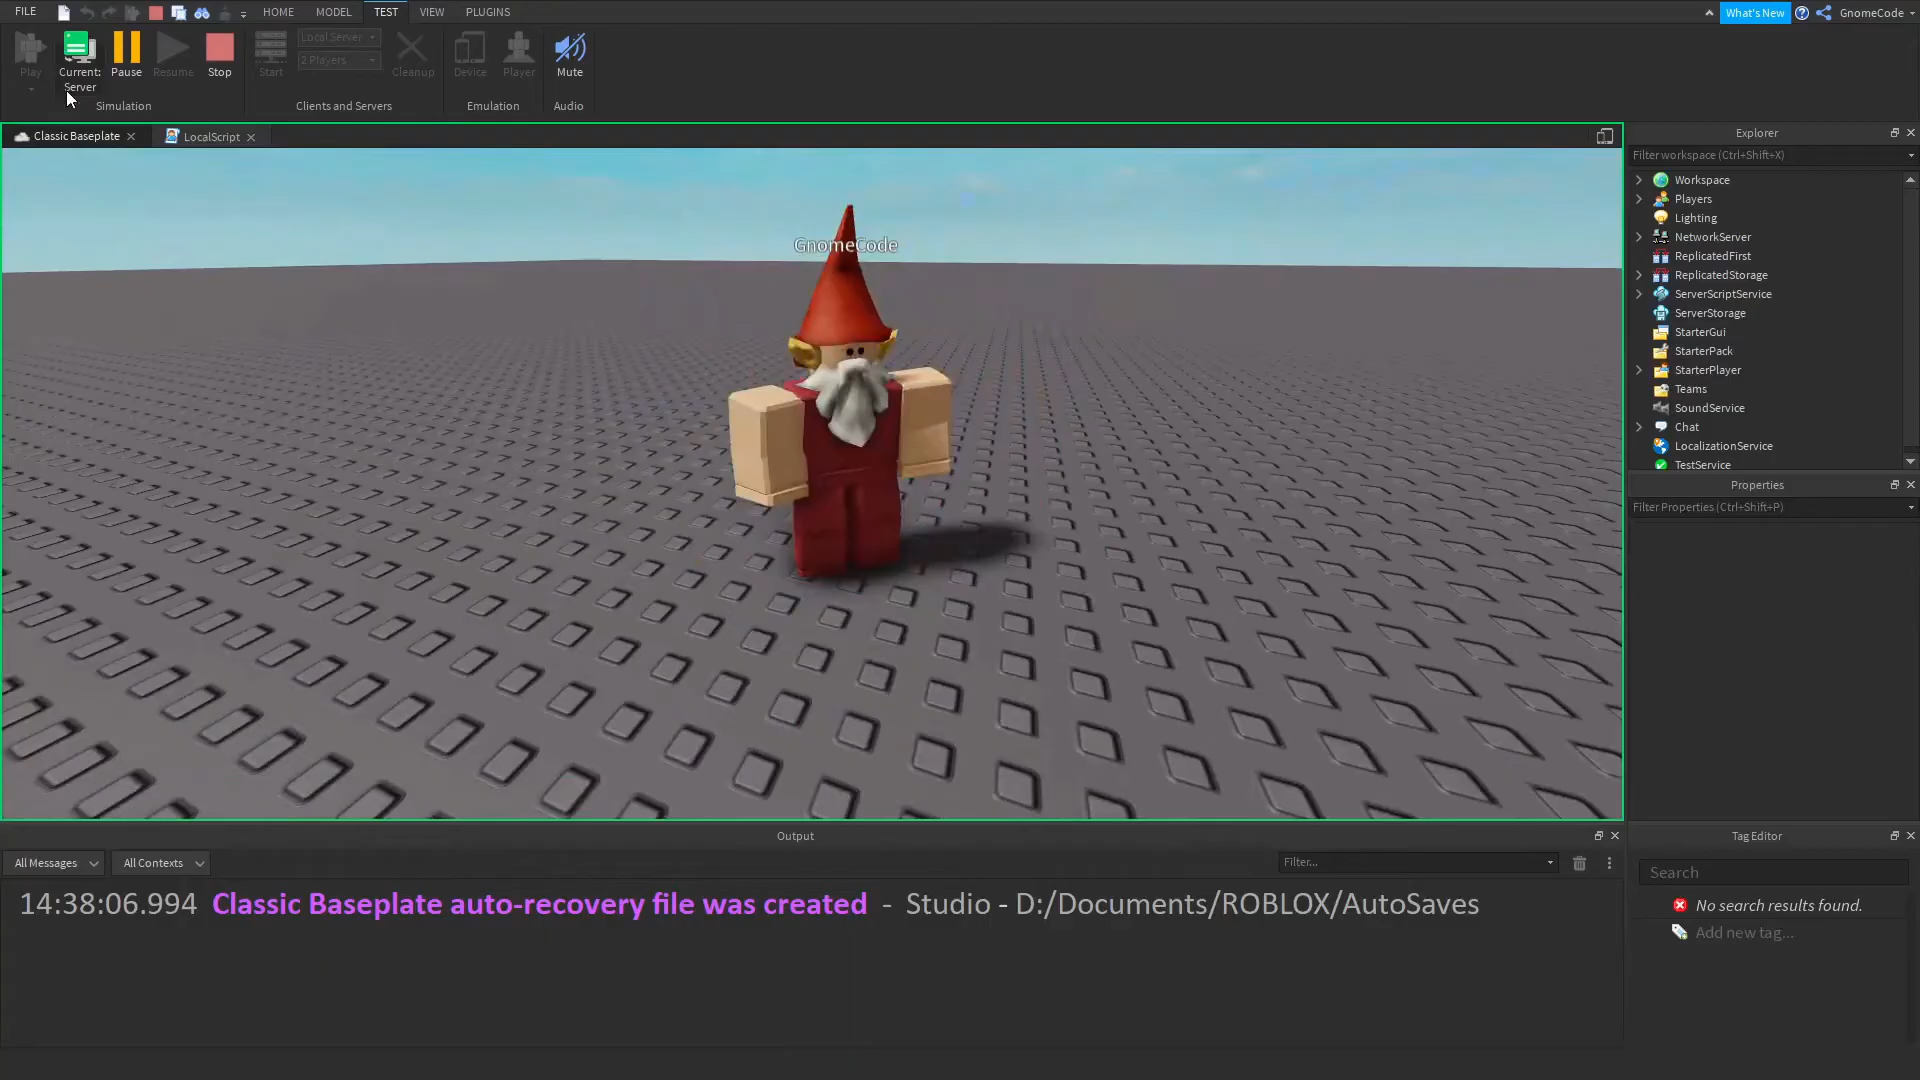 FILE
HOME
MODEL
TEST
VIEW
PLUGINS
What's New
GnomeCode
Play
Current:
Server
Pause
Resume
Stop
Simulation
Start
Local Server
2 Players
Cleanup
Clients and Servers
Device
Player
Emulation
Mute
Audio
Classic Baseplate
LocalScript
GnomeCode
Explorer
Filter workspace (Ctrl+Shift+X)
Workspace
Players
Lighting
NetworkServer
ReplicatedFirst
ReplicatedStorage
ServerScriptService
ServerStorage
StarterGui
StarterPack
StarterPlayer
Teams
SoundService
Chat
LocalizationService
TestService
Properties
Filter Properties (Ctrl+Shift+P)
Output
All Messages
All Contexts
Filter...
14:38:06.994 Classic Baseplate auto-recovery file was created - Studio - D:/Documents/ROBLOX/AutoSaves
Tag Editor
Search
No search results found.
Add new tag...